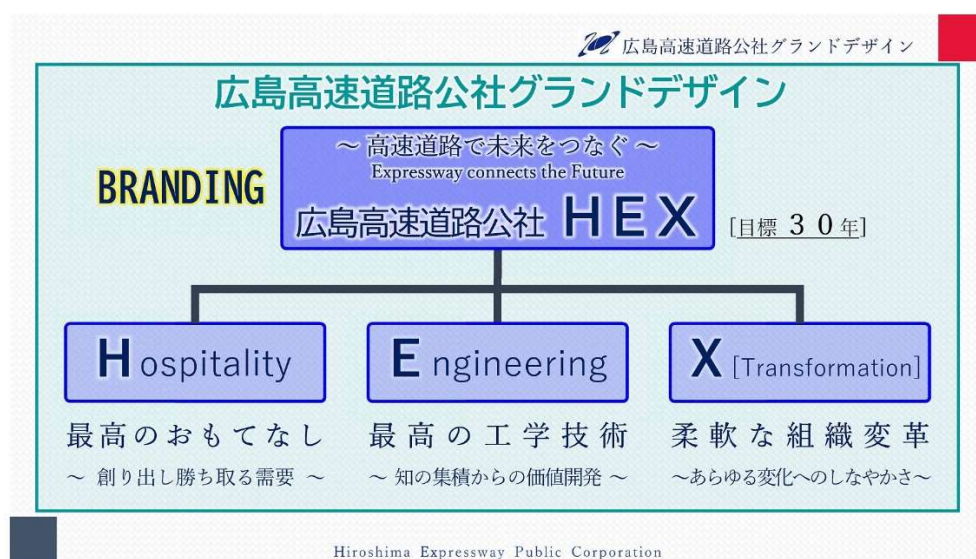 広島高速道路公社グランドデザイン
広島高速道路公社グランドデザイン
BRANDING
～ 高速道路で未来をつなぐ ～
Expressway connects the Future
広島高速道路公社 HEX
[目標 30年]
Hospitality
Engineering
X [Transformation]
最高のおもてなし
最高の工学技術
柔軟な組織変革
～ 創り出し勝ち取る需要 ～
～ 知の集積からの価値開発 ～
～あらゆる変化へのしなやかさ～
Hiroshima Expressway Public Corporation